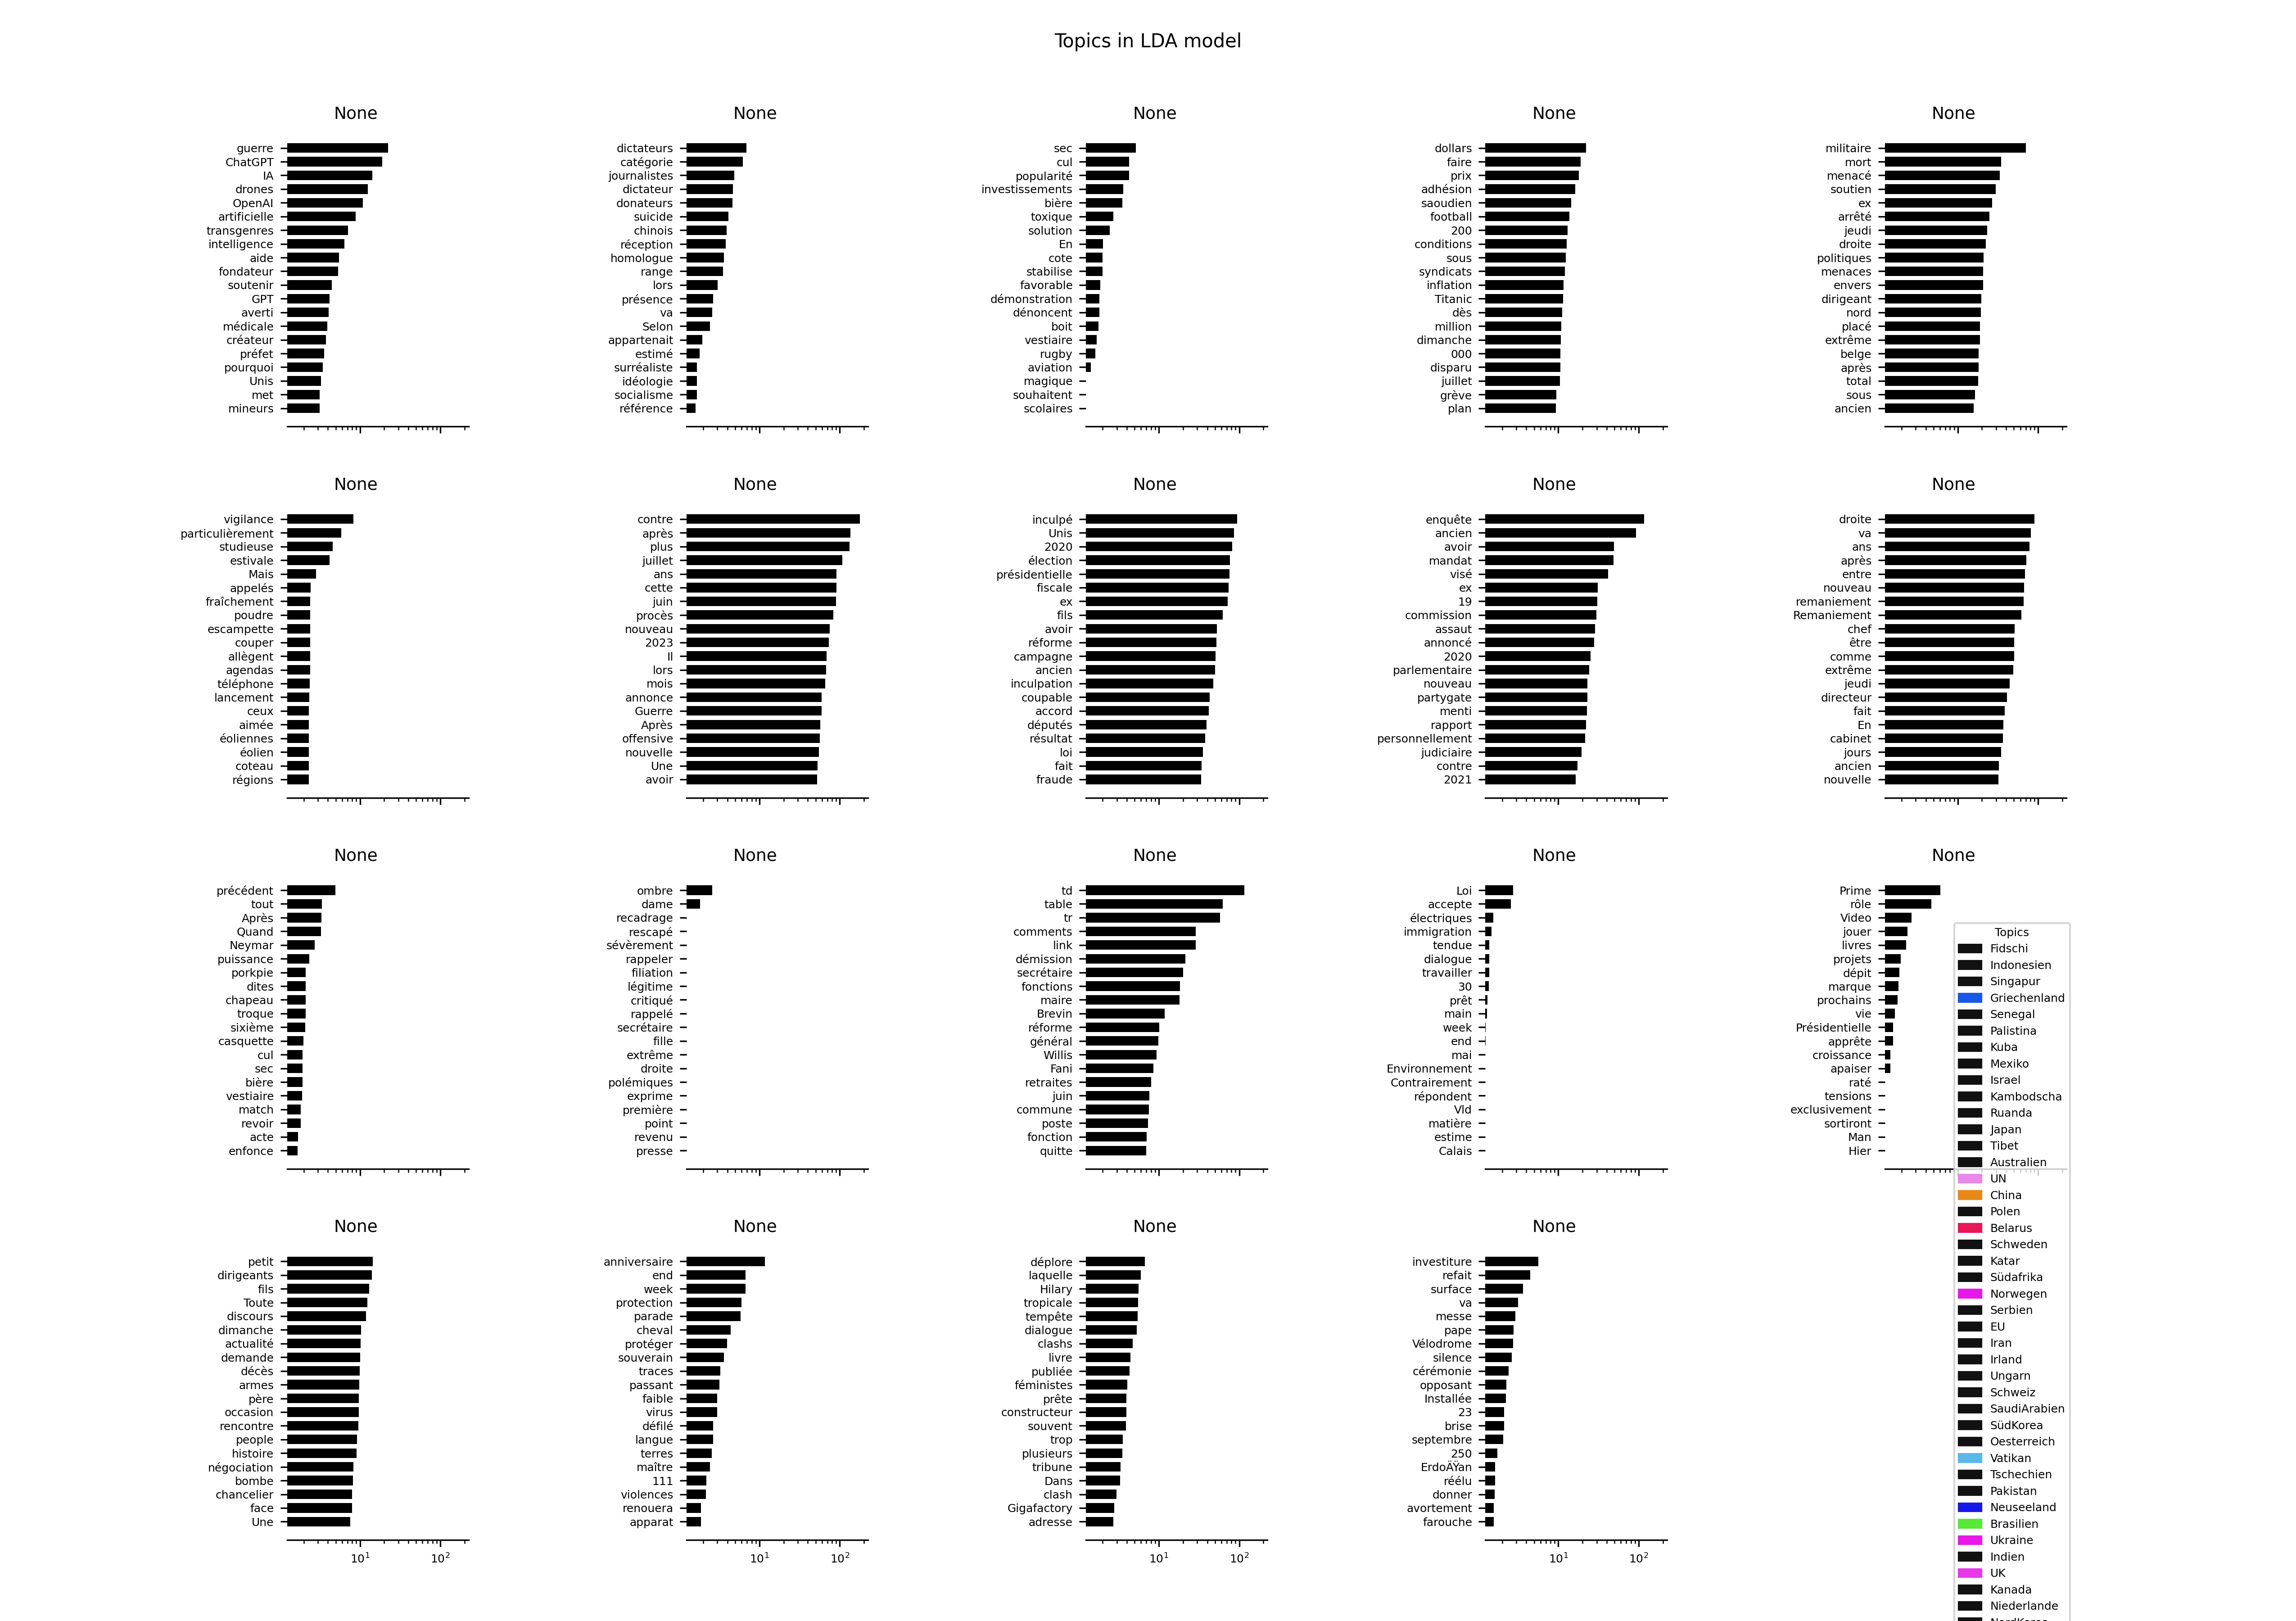 Topics in LDA model
None
guerre
ChatGPT
IA
drones
OpenAI
artificielle
transgenres
intelligence
aide
fondateur
soutenir
GPT
averti
médicale
créateur
préfet
pourquoi
Unis
met
mineurs
None
dictateurs
catégorie
journalistes
dictateur
donateurs
suicide
chinois
réception
homologue
range
lors
présence
va
Selon
appartenait
estimé
surréaliste
idéologie
socialisme
référence
None
sec
cul
popularité
investissements
bière
toxique
solution
En
cote
stabilise
favorable
démonstration
dénoncent
boit
vestiaire
rugby
aviation
magique
souhaitent
scolaires
None
dollars
faire
prix
adhésion
saoudien
football
200
conditions
sous
syndicats
inflation
Titanic
dès
million
dimanche
000
disparu
juillet
grève
plan
None
militaire
mort
menacé
soutien
ex
arrêté
jeudi
droite
politiques
menaces
envers
dirigeant
nord
placé
extrême
belge
après
total
sous
ancien
None
vigilance
particulièrement
studieuse
estivale
Mais
appelés
fraîchement
poudre
escampette
couper
allègent
agendas
téléphone
lancement
ceux
aimée
éoliennes
éolien
coteau
régions
None
contre
après
plus
juillet
ans
cette
juin
procès
nouveau
2023
Il
lors
mois
annonce
Guerre
Après
offensive
nouvelle
Une
avoir
None
inculpé
Unis
2020
élection
présidentielle
fiscale
ex
fils
avoir
réforme
campagne
ancien
inculpation
coupable
accord
députés
résultat
loi
fait
fraude
None
enquête
ancien
avoir
mandat
visé
ex
19
commission
assaut
annoncé
2020
parlementaire
nouveau
partygate
menti
rapport
personnellement
judiciaire
contre
2021
None
droite
va
ans
après
entre
nouveau
remaniement
Remaniement
chef
être
comme
extrême
jeudi
directeur
fait
En
cabinet
jours
ancien
nouvelle
None
précédent
tout
Après
Quand
Neymar
puissance
porkpie
dites
chapeau
troque
sixième
casquette
cul
sec
bière
vestiaire
match
revoir
acte
enfonce
None
ombre
dame
recadrage
rescapé
sévèrement
rappeler
filiation
légitime
critiqué
rappelé
secrétaire
fille
extrême
droite
polémiques
exprime
première
point
revenu
presse
None
td
table
tr
comments
link
démission
secrétaire
fonctions
maire
Brevin
réforme
général
Willis
Fani
retraites
juin
commune
poste
fonction
quitte
None
Loi
accepte
électriques
immigration
tendue
dialogue
travailler
30
prêt
main
week
end
mai
Environnement
Contrairement
répondent
Vld
matière
estime
Calais
None
Prime
rôle
Video
jouer
livres
projets
dépit
marque
prochains
vie
Présidentielle
apprête
croissance
apaiser
raté
tensions
exclusivement
sortiront
Man
Hier
None
petit
dirigeants
fils
Toute
discours
dimanche
actualité
demande
décès
armes
père
occasion
rencontre
people
histoire
négociation
bombe
chancelier
face
Une
10¹ 10²
None
anniversaire
end
week
protection
parade
cheval
protéger
souverain
traces
passant
faible
virus
défilé
langue
terres
maître
111
violences
renouera
apparat
10¹ 10²
None
déplore
laquelle
Hilary
tropicale
tempête
dialogue
clashs
livre
publiée
féministes
prête
constructeur
souvent
trop
plusieurs
tribune
Dans
clash
Gigafactory
adresse
10¹ 10²
None
investiture
refait
surface
va
messe
pape
Vélodrome
silence
cérémonie
opposant
Installée
23
brise
septembre
250
ErdoÄŸan
réélu
donner
avortement
farouche
10¹ 10²
Topics
Fidschi
Indonesien
Singapur
Griechenland
Senegal
Palistina
Kuba
Mexiko
Israel
Kambodscha
Ruanda
Japan
Tibet
Australien
UN
China
Polen
Belarus
Schweden
Katar
Südafrika
Norwegen
Serbien
EU
Iran
Irland
Ungarn
Schweiz
SaudiArabien
SüdKorea
Oesterreich
Vatikan
Tschechien
Pakistan
Neuseeland
Brasilien
Ukraine
Indien
UK
Kanada
Niederlande